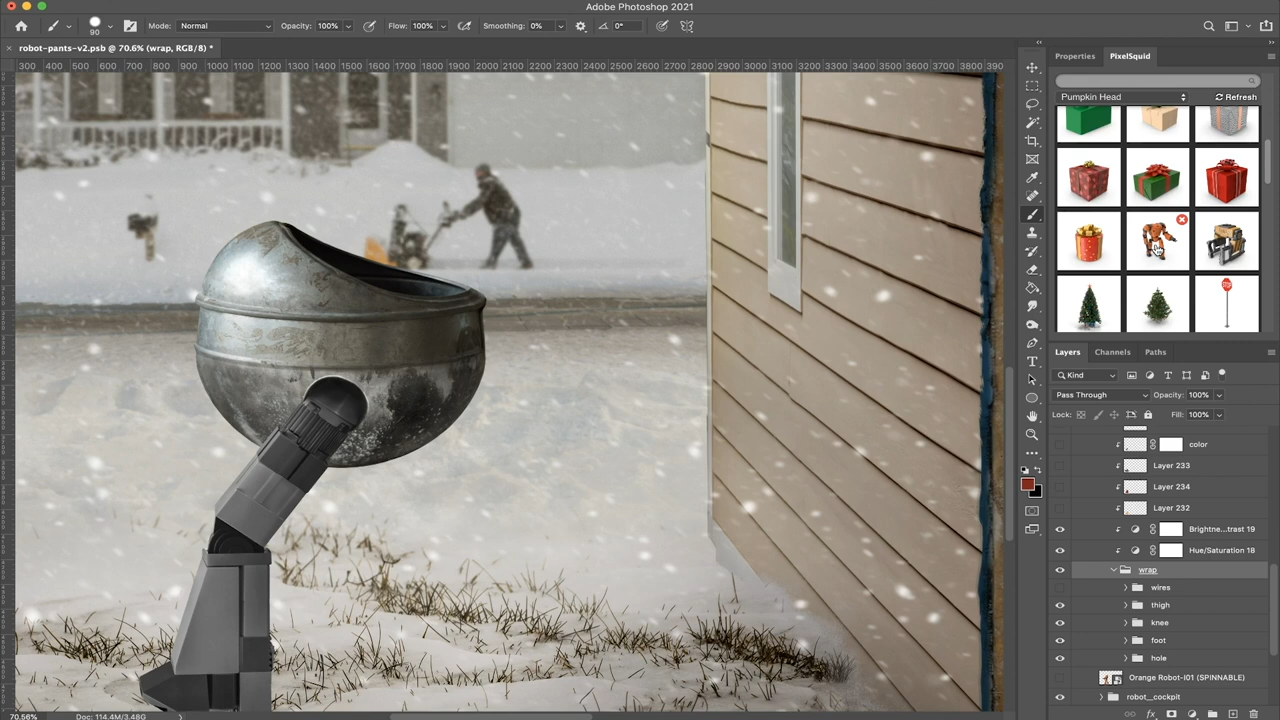 Adobe Photoshop 2021
90 Mode: Normal Opacity: 100% Flow: 100% Smoothing: 0% 0°
robot-pants-v2.psb @ 70.6% (wrap, RGB/8) *
300 400 500 600 700 800 900 1000 1100 1200 1300 1400 1500 1600 1700 1800 1900 2000 2100 2200 2300 2400 2500 2600 2700 2800 2900 3000 3100 3200 3300 3400 3500 3600 3700 3800 390
Properties PixelSquid
Pumpkin Head Refresh
STOP
Layers Channels Paths
Kind
Pass Through Opacity: 100%
Lock: Fill: 100%
color
Layer 233
Layer 234
Layer 232
Brightne...trast 19
Hue/Saturation 18
wrap
wires
thigh
knee
foot
hole
Orange Robot-I01 (SPINNABLE)
robot__cockpit
70.56% Doc: 114.4M/3.48G
fx